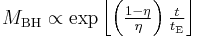 M_BH ∝ exp⌊(1−η/η) t/t_E⌋